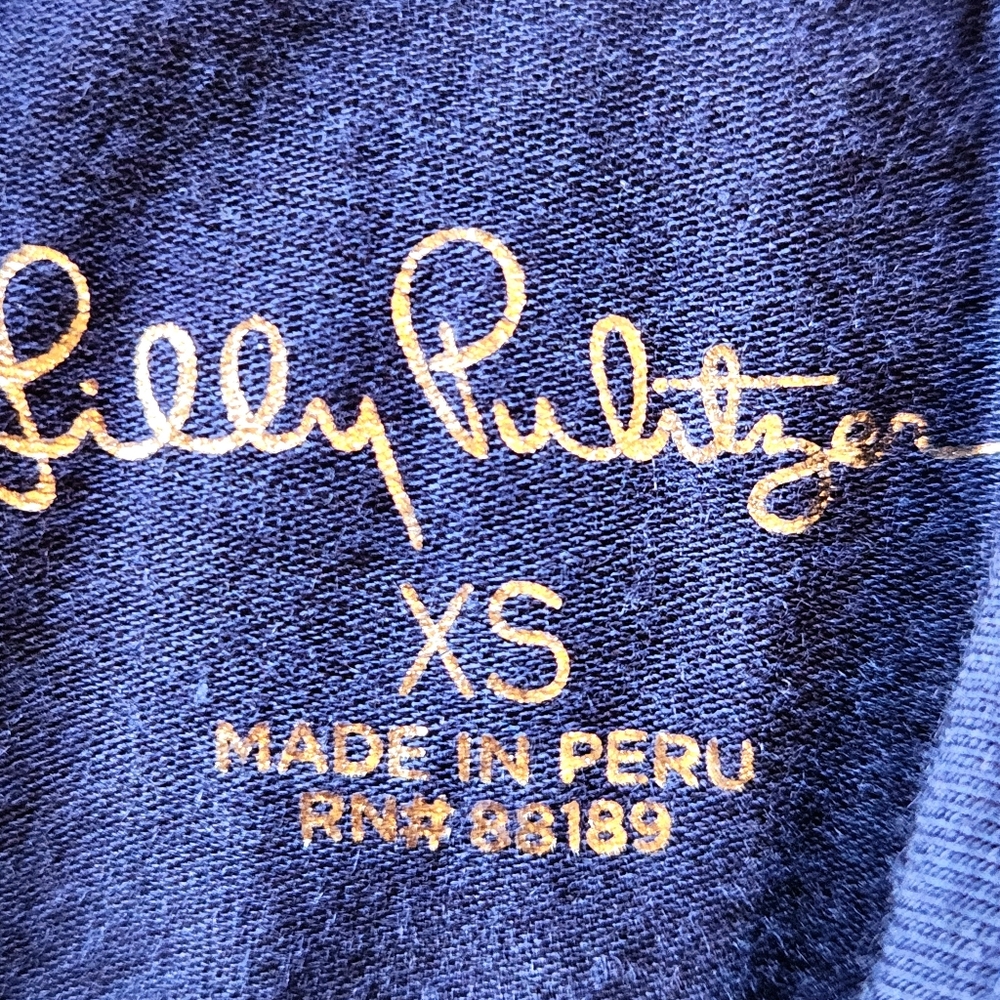 Lilly Pulitzer
XS
MADE IN PERU
RN# 88189